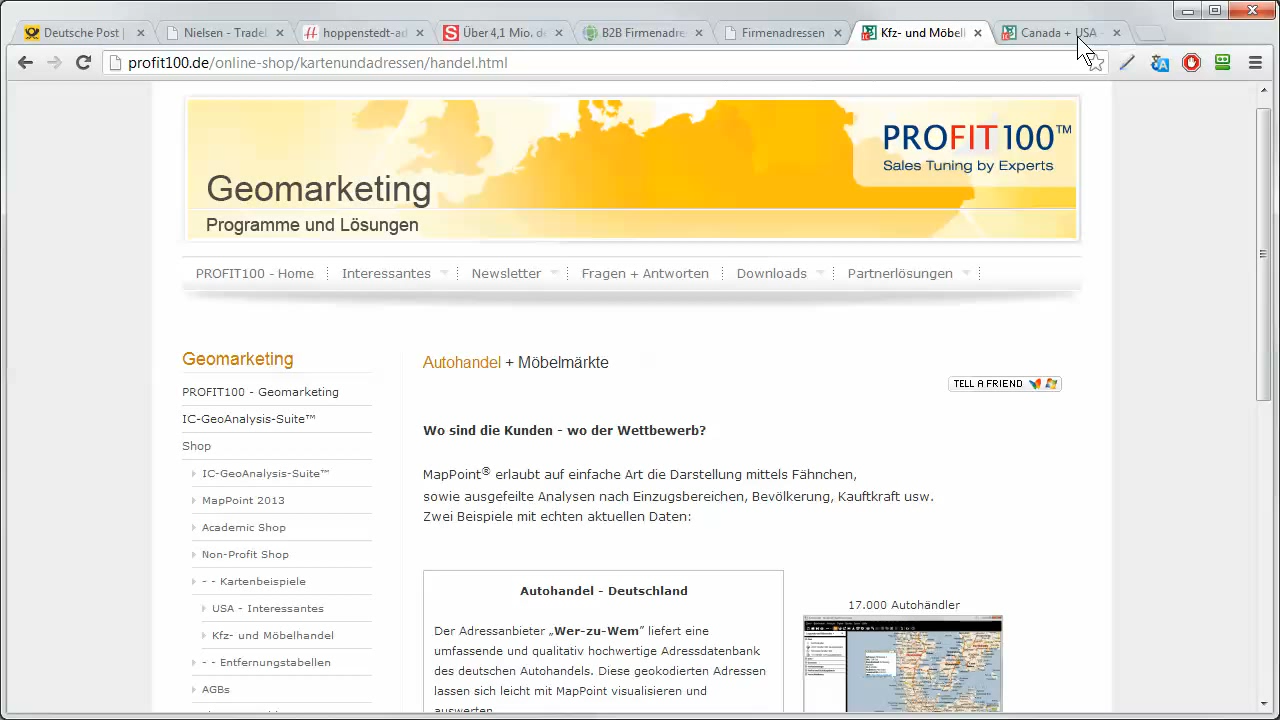 Deutsche Post |
Nielsen - Tradel
hoppenstedt-ad
Über 4,1 Mio. d
B2B Firmenadre
Firmenadressen
Kfz- und Möbell
Canada + USA
profit100.de/online-shop/kartenundadressen/handel.html
PROFIT100™
Sales Tuning by Experts
Geomarketing
Programme und Lösungen
PROFIT100 - Home
Interessantes
Newsletter
Fragen + Antworten
Downloads
Partnerlösungen
Geomarketing
PROFIT100 - Geomarketing
IC-GeoAnalysis-Suite™
Shop
IC-GeoAnalysis-Suite™
MapPoint 2013
Academic Shop
Non-Profit Shop
- - Kartenbeispiele
USA - Interessantes
Kfz- und Möbelhandel
- - Entfernungstabellen
AGBs
Autohandel + Möbelmärkte
TELL A FRIEND
Wo sind die Kunden - wo der Wettbewerb?
MapPoint® erlaubt auf einfache Art die Darstellung mittels Fähnchen,
sowie ausgefeilte Analysen nach Einzugsbereichen, Bevölkerung, Kaufkraft usw.
Zwei Beispiele mit echten aktuellen Daten:
Autohandel - Deutschland
Der Adressanbieter „Wer-zu-Wem" liefert eine
umfassende und qualitativ hochwertige Adressdatenbank
des deutschen Autohandels. Diese geokodierten Adressen
lassen sich leicht mit MapPoint visualisieren und
auswerten.
17.000 Autohändler